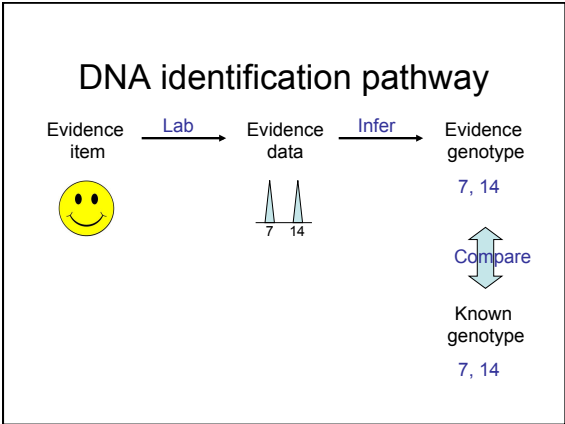 DNA identification pathway
Evidence
item
Lab
Evidence
data
Infer
Evidence
genotype
7 14
7, 14
Compare
Known
genotype
7, 14